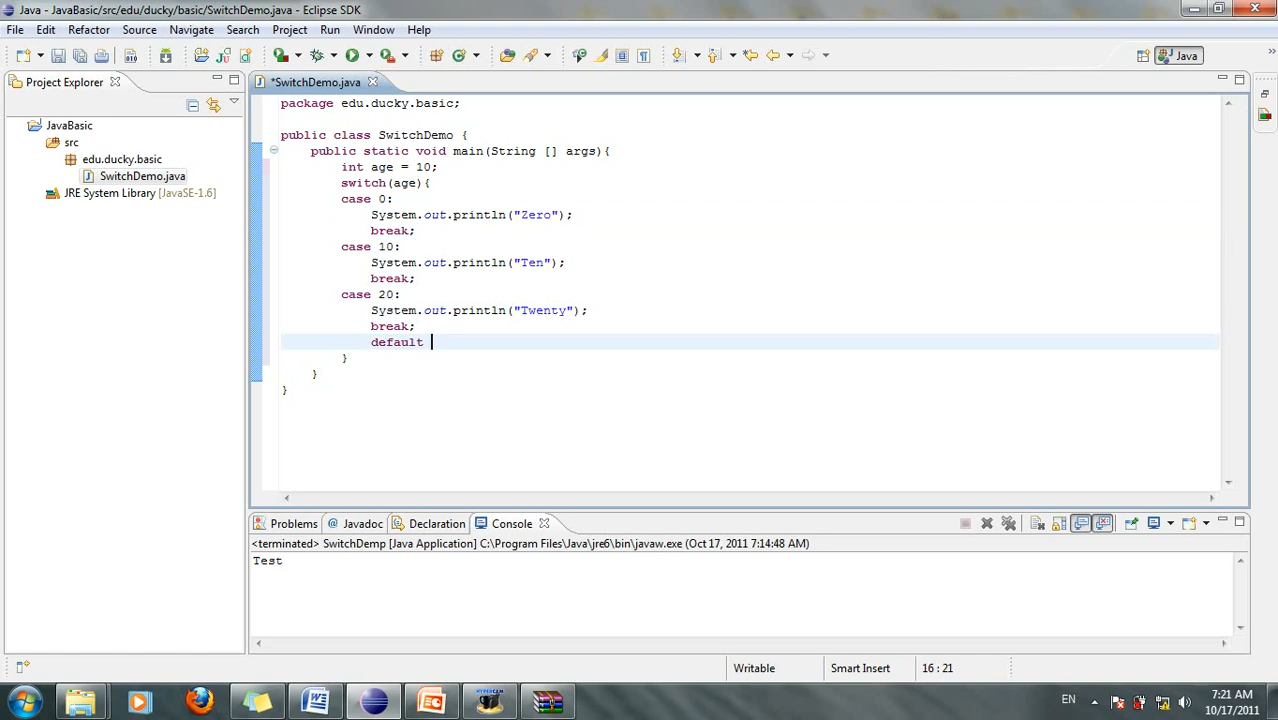 Java - JavaBasic/src/edu/ducky/basic/SwitchDemo.java - Eclipse SDK
File Edit Refactor Source Navigate Search Project Run Window Help
Java
Project Explorer
*SwitchDemo.java
JavaBasic
src
edu.ducky.basic
SwitchDemo.java
JRE System Library [JavaSE-1.6]
package edu.ducky.basic;
public class SwitchDemo {
public static void main(String [] args){
int age = 10;
switch(age){
case 0:
System.out.println("Zero");
break;
case 10:
System.out.println("Ten");
break;
case 20:
System.out.println("Twenty");
break;
default
}
}
}
Problems @ Javadoc Declaration Console
<terminated> SwitchDemp [Java Application] C:\Program Files\Java\jre6\bin\javaw.exe (Oct 17, 2011 7:14:48 AM)
Test
Writable Smart Insert 16 : 21
EN
7:21 AM
10/17/2011